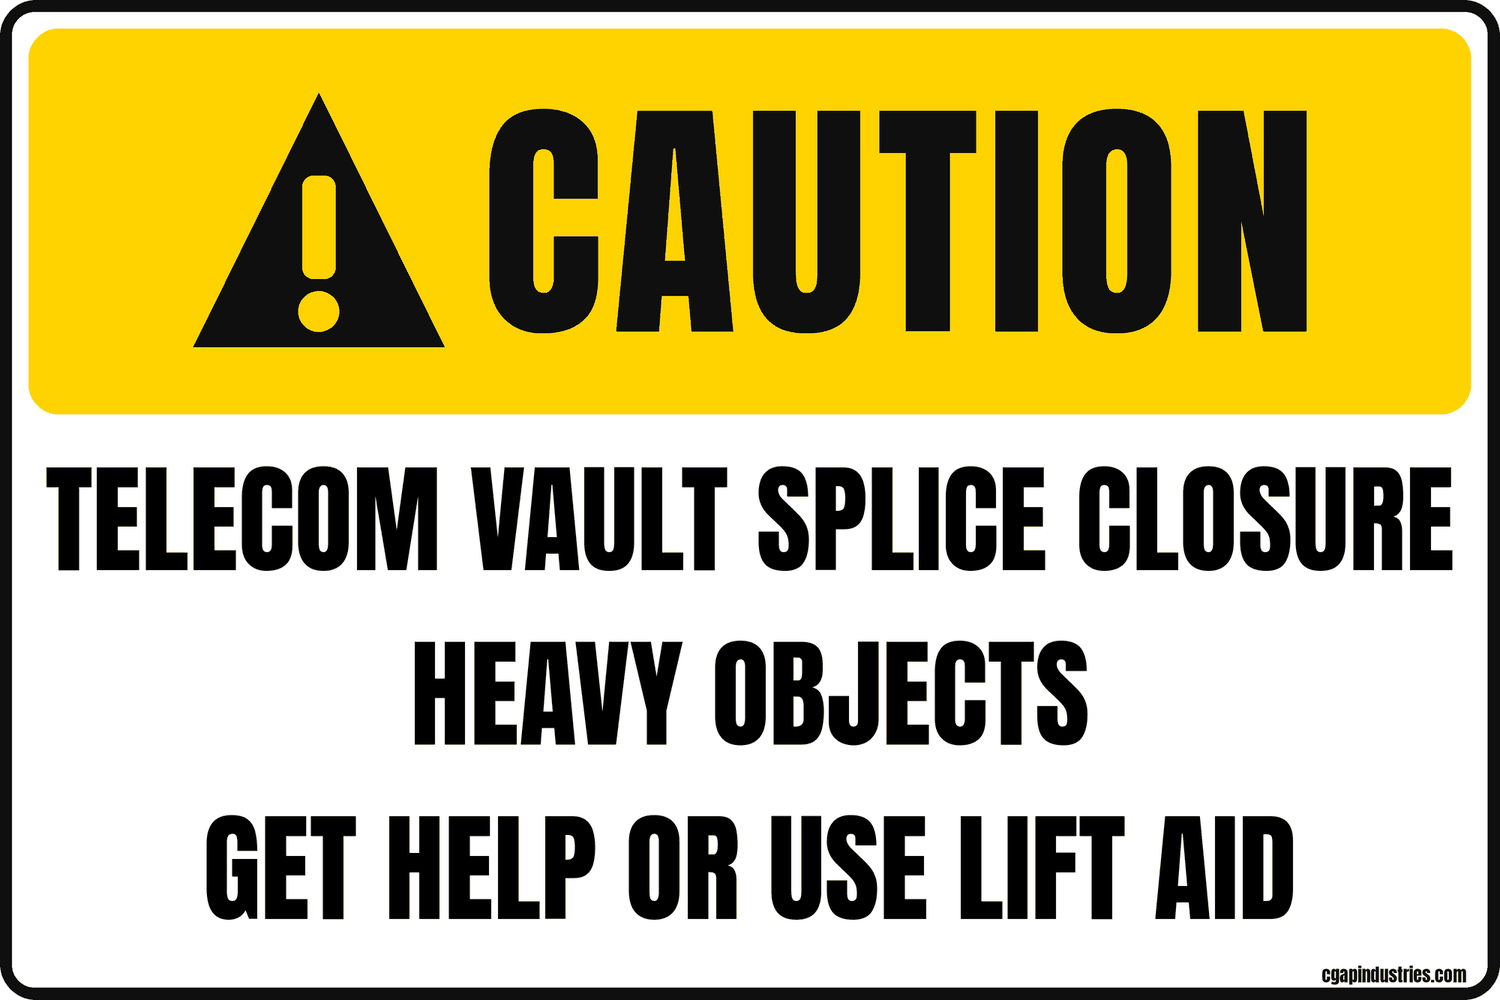 CAUTION
TELECOM VAULT SPLICE CLOSURE
HEAVY OBJECTS
GET HELP OR USE LIFT AID
cgapindustries.com